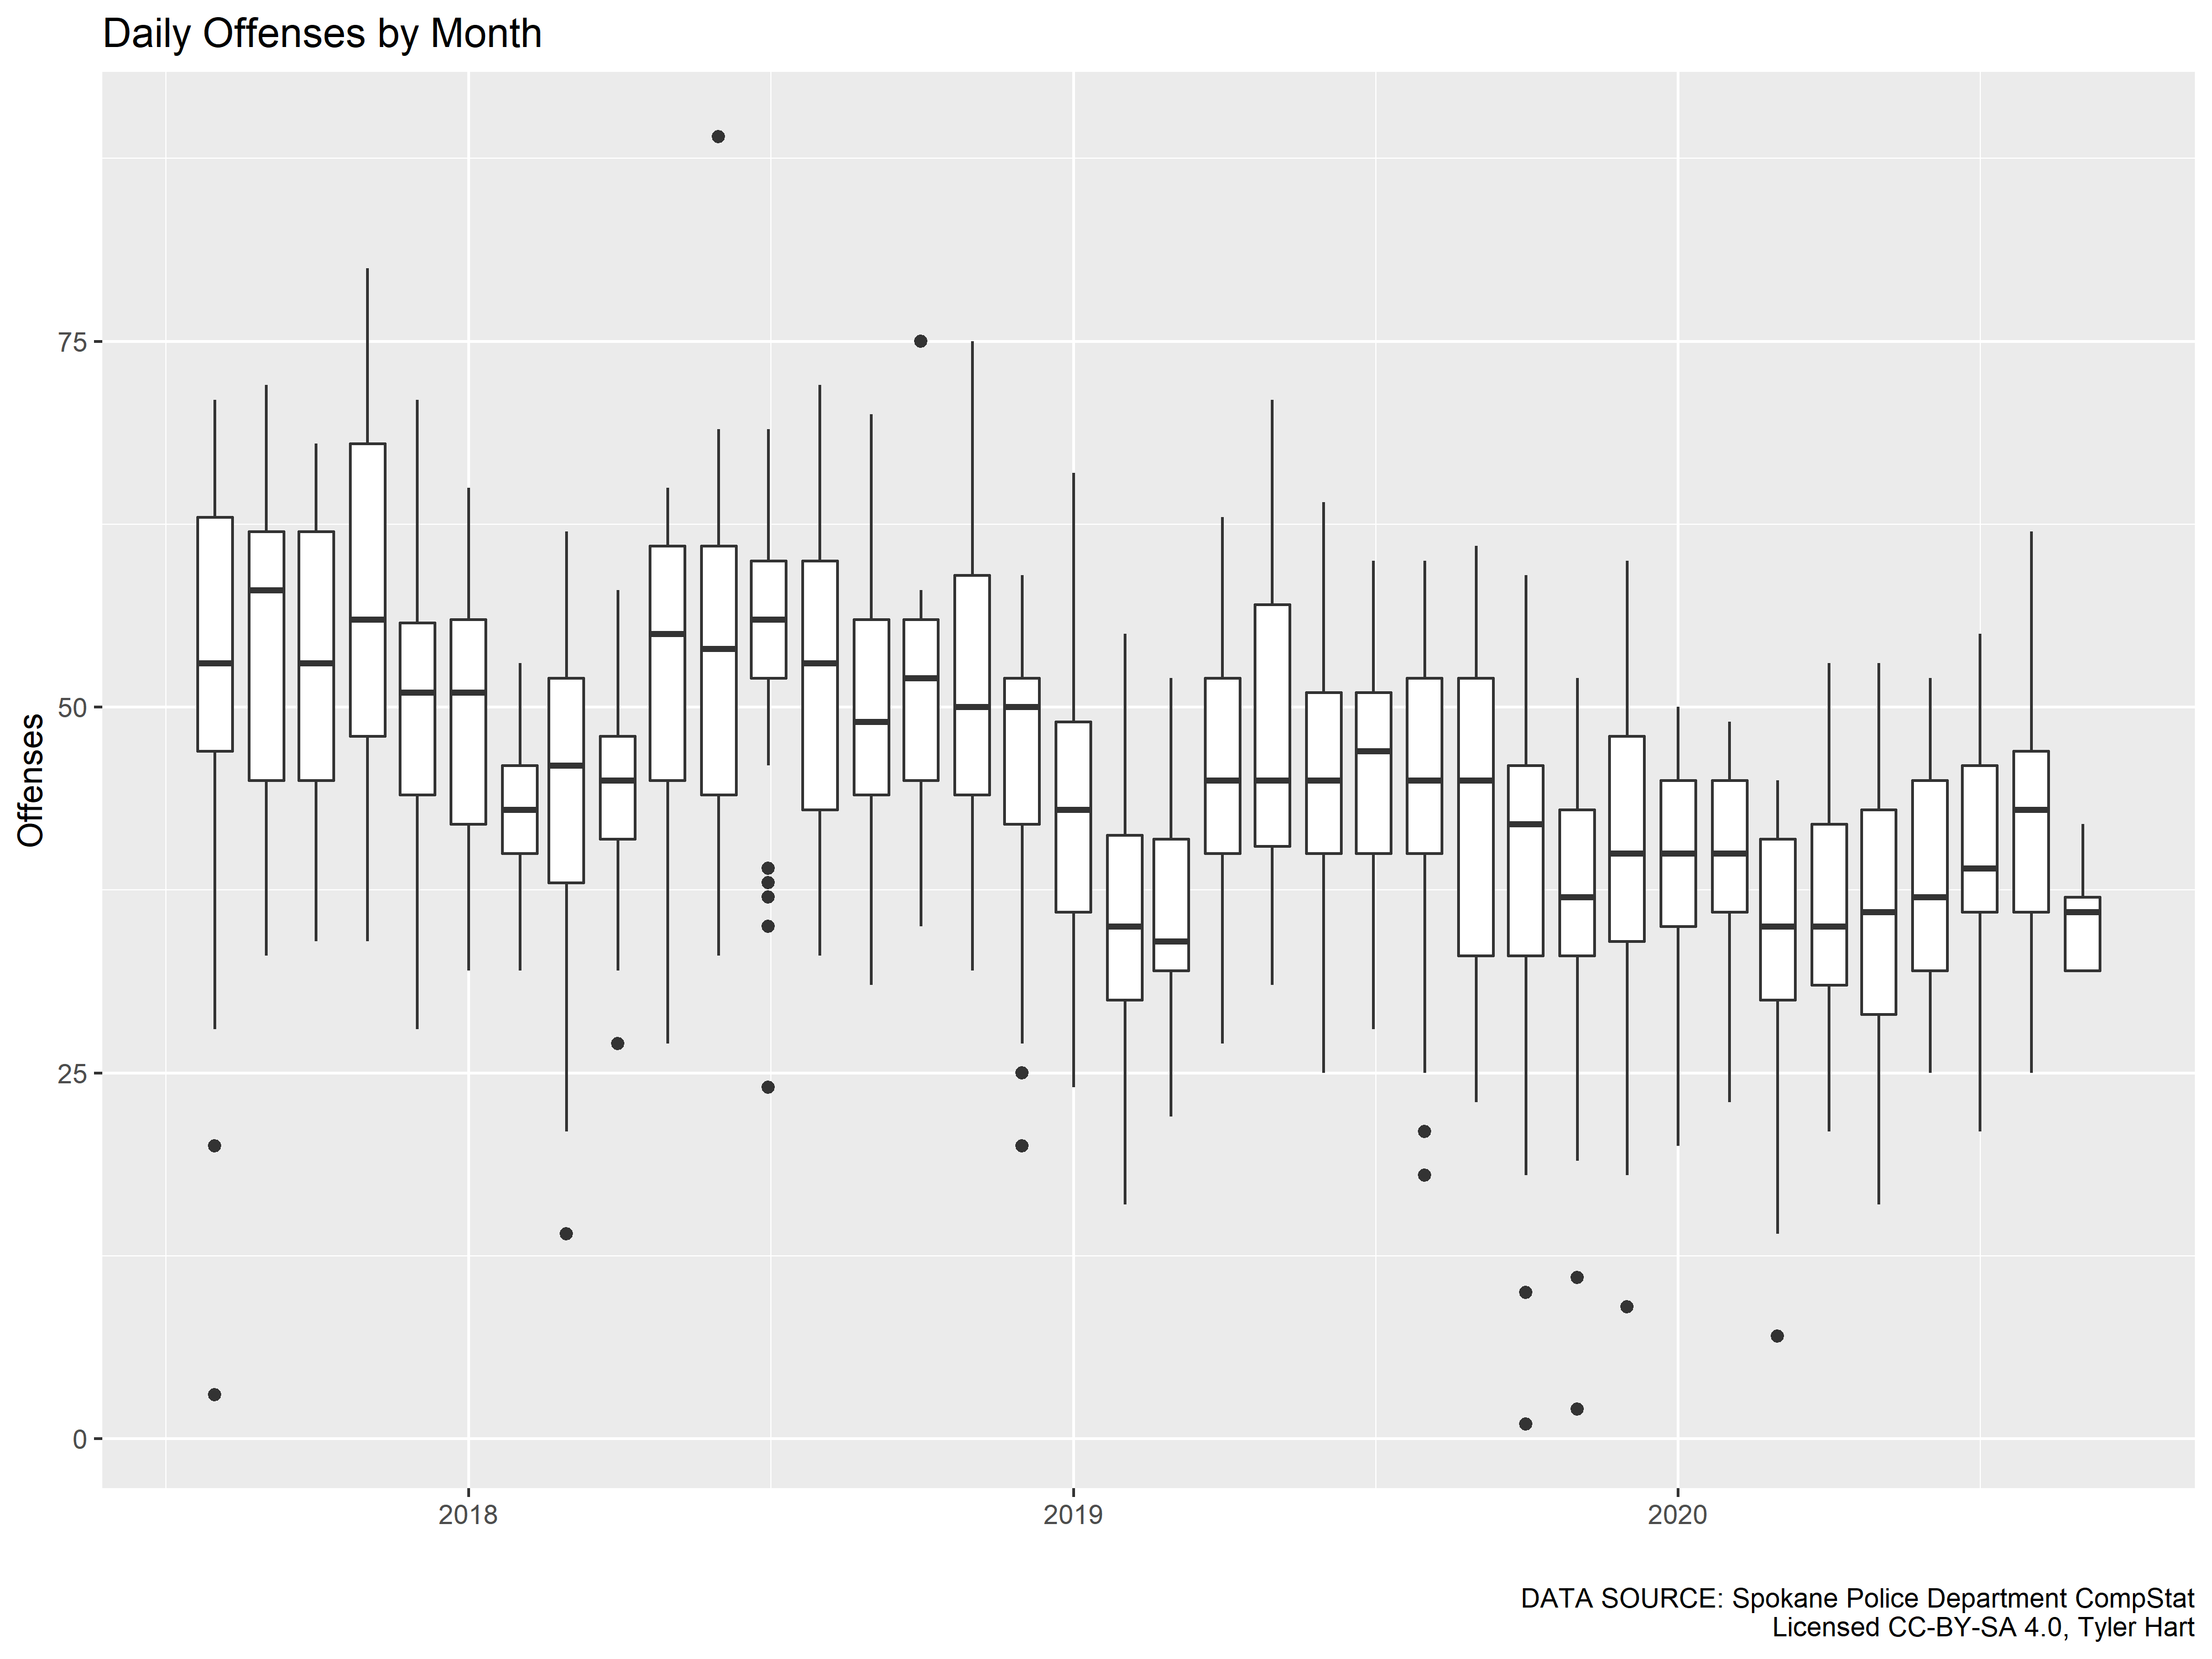 Daily Offenses by Month
Offenses
75
50
25
0
2018 2019 2020
DATA SOURCE: Spokane Police Department CompStat
Licensed CC-BY-SA 4.0, Tyler Hart